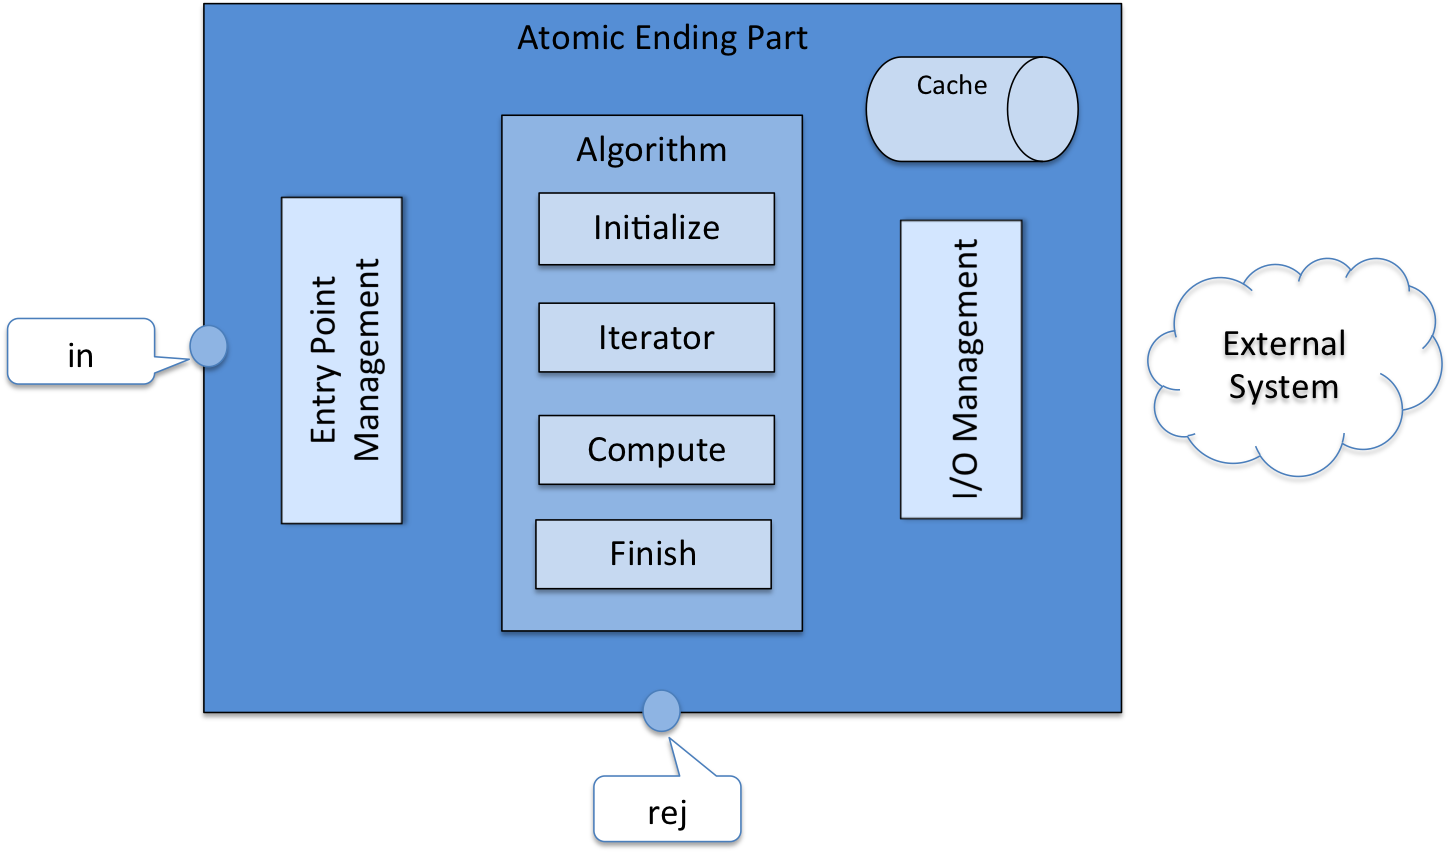 Atomic Ending Part
Cache
Algorithm
Initialize
Iterator
Compute
Finish
Entry Point
Management
I/O Management
in
External
System
rej